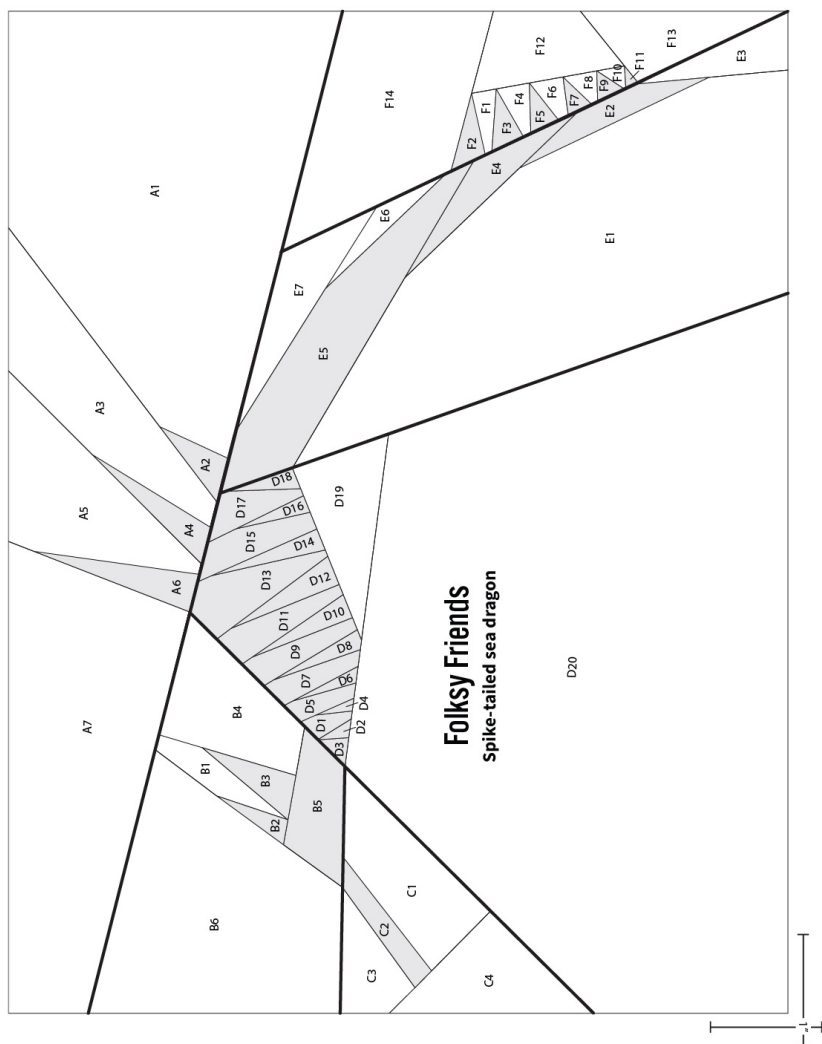 Folksy Friends
Spike-tailed sea dragon
A1
A2
A3
A4
A5
A6
A7
B1
B2
B3
B4
B5
B6
C1
C2
C3
C4
D1
D2
D3
D4
D5
D6
D7
D8
D9
D10
D11
D12
D13
D14
D15
D16
D17
D18
D19
D20
E1
E2
E3
E4
E5
E6
E7
F1
F2
F3
F4
F5
F6
F7
F8
F9
F10
F11
F12
F13
F14
1"